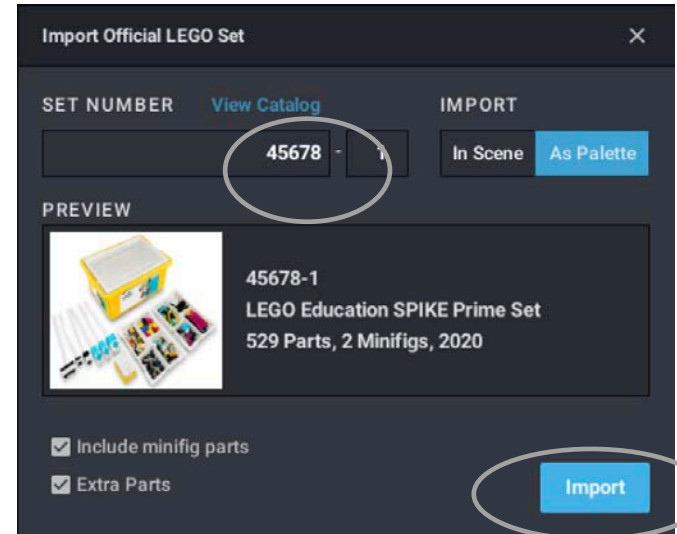 Import Official LEGO Set ×
SET NUMBER View Catalog IMPORT
45678 - 1 In Scene As Palette
PREVIEW
45678-1
LEGO Education SPIKE Prime Set
529 Parts, 2 Minifigs, 2020
Include minifig parts
Extra Parts Import